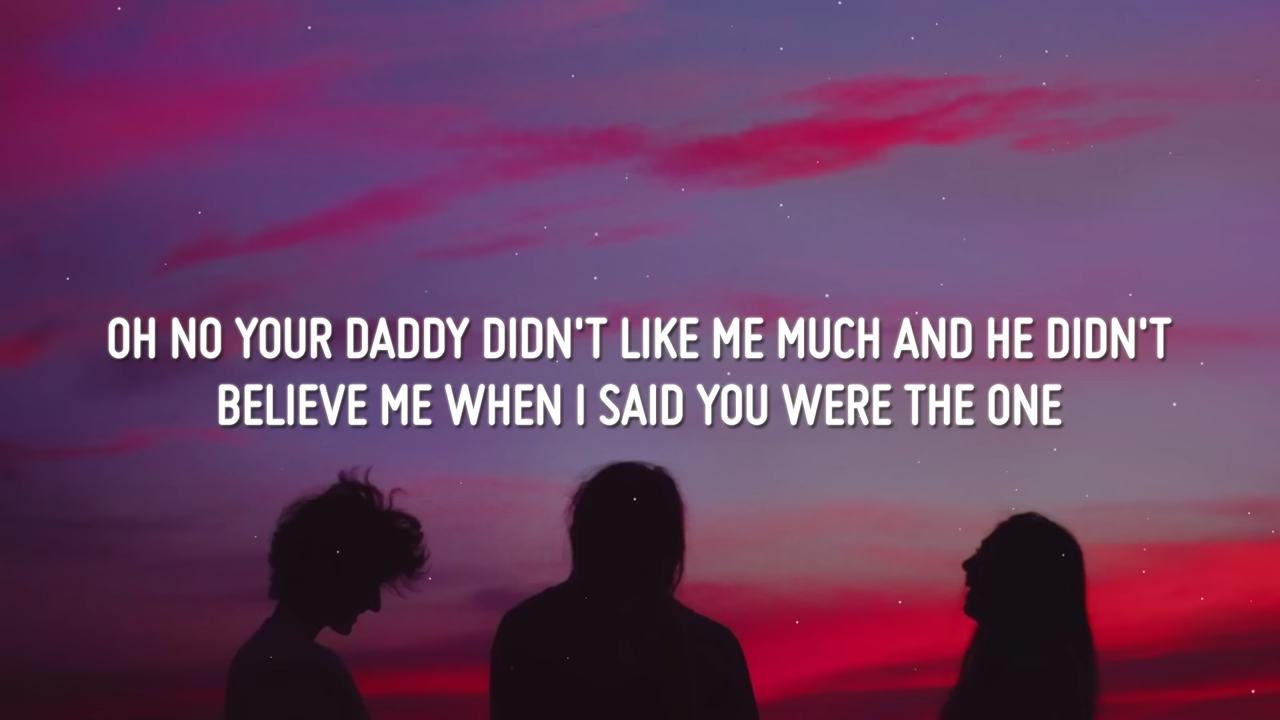 OH NO YOUR DADDY DIDN'T LIKE ME MUCH AND HE DIDN'T
BELIEVE ME WHEN I SAID YOU WERE THE ONE